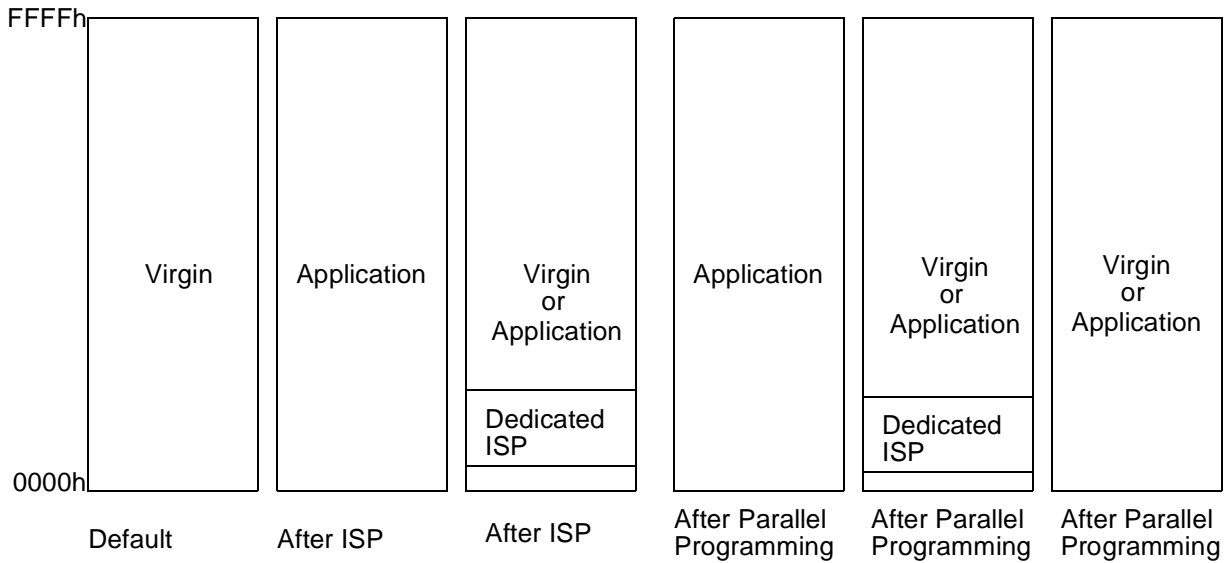 FFFFh
Virgin
Application
Virgin
or
Application
Dedicated
ISP
Application
Virgin
or
Application
Dedicated
ISP
Virgin
or
Application
0000h
Default
After ISP
After ISP
After Parallel
Programming
After Parallel
Programming
After Parallel
Programming